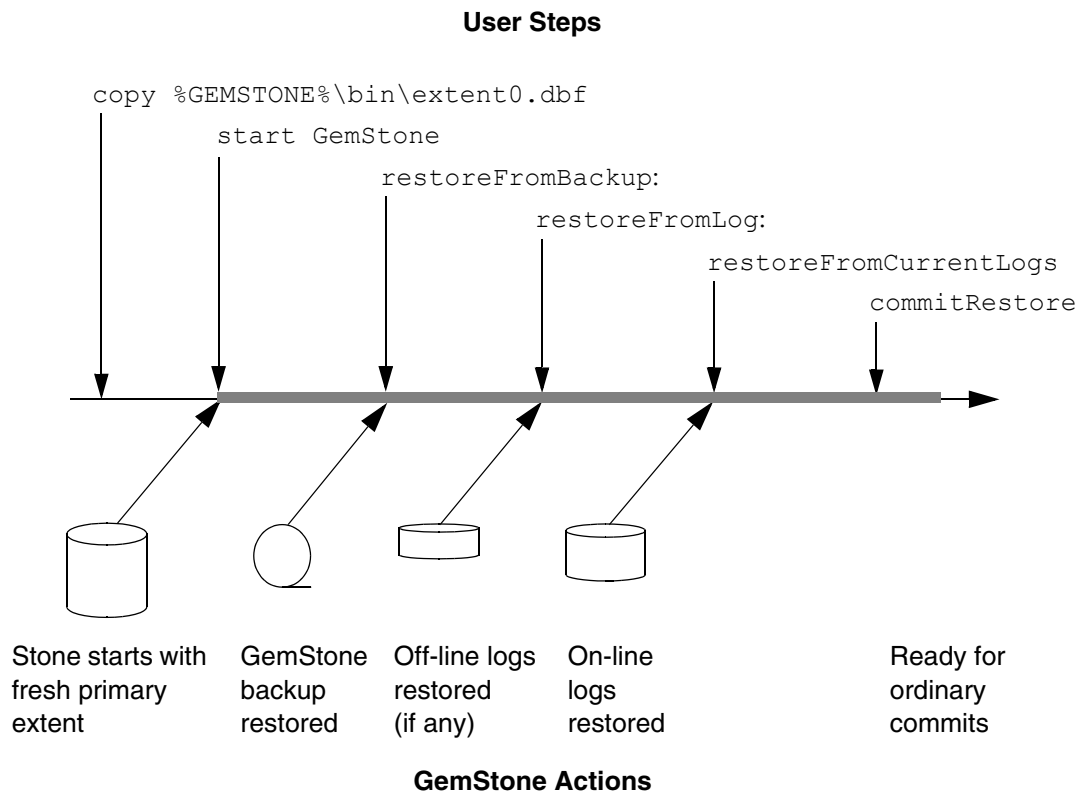 User Steps
copy %GEMSTONE%\bin\extent0.dbf
start GemStone
restoreFromBackup:
restoreFromLog:
restoreFromCurrentLogs
commitRestore
Stone starts with
fresh primary
extent
GemStone
backup
restored
Off-line logs
restored
(if any)
On-line
logs
restored
Ready for
ordinary
commits
GemStone Actions